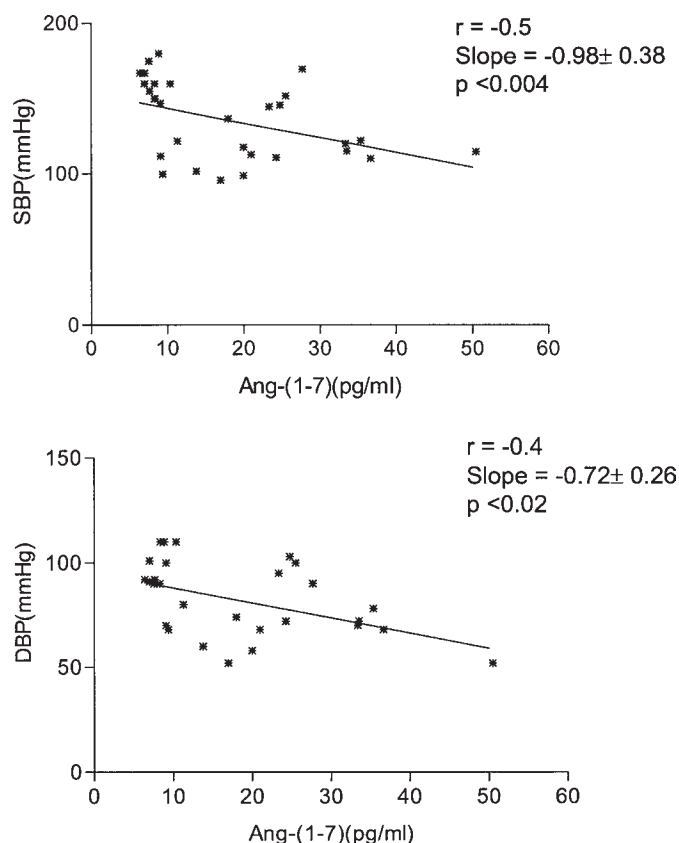 r = -0.5
Slope = -0.98± 0.38
p <0.004
200
100
0
SBP(mmHg)
0 10 20 30 40 50 60
Ang-(1-7)(pg/ml)
r = -0.4
Slope = -0.72± 0.26
p <0.02
150
100
50
0
DBP(mmHg)
0 10 20 30 40 50 60
Ang-(1-7)(pg/ml)